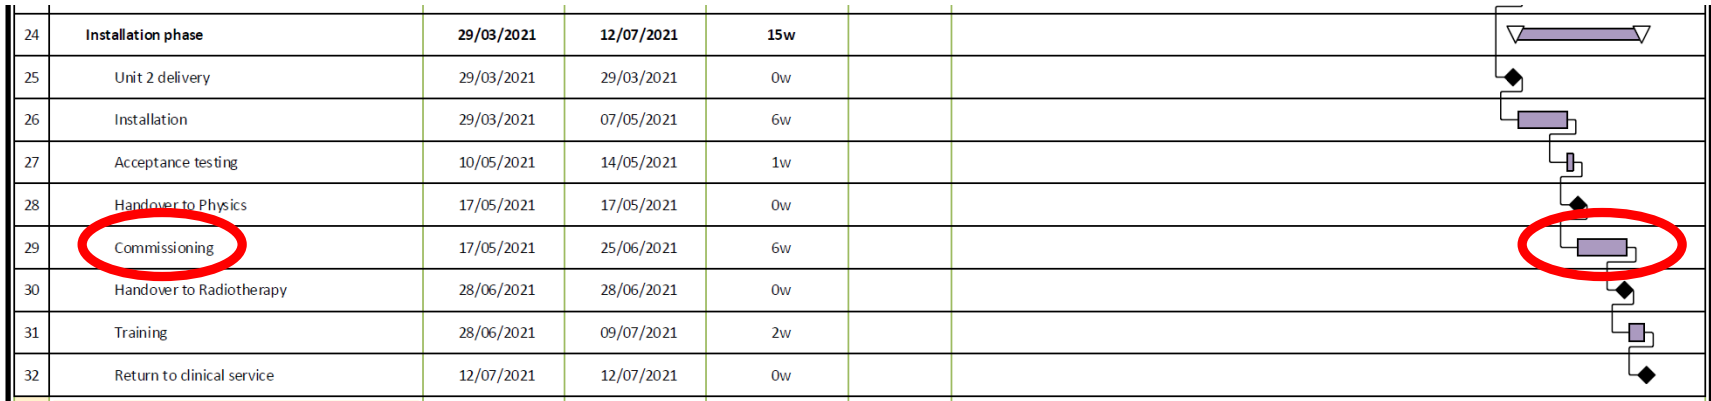 24 Installation phase 29/03/2021 12/07/2021 15w
25 Unit 2 delivery 29/03/2021 29/03/2021 0w
26 Installation 29/03/2021 07/05/2021 6w
27 Acceptance testing 10/05/2021 14/05/2021 1w
28 Handover to Physics 17/05/2021 17/05/2021 0w
29 Commissioning 17/05/2021 25/06/2021 6w
30 Handover to Radiotherapy 28/06/2021 28/06/2021 0w
31 Training 28/06/2021 09/07/2021 2w
32 Return to clinical service 12/07/2021 12/07/2021 0w